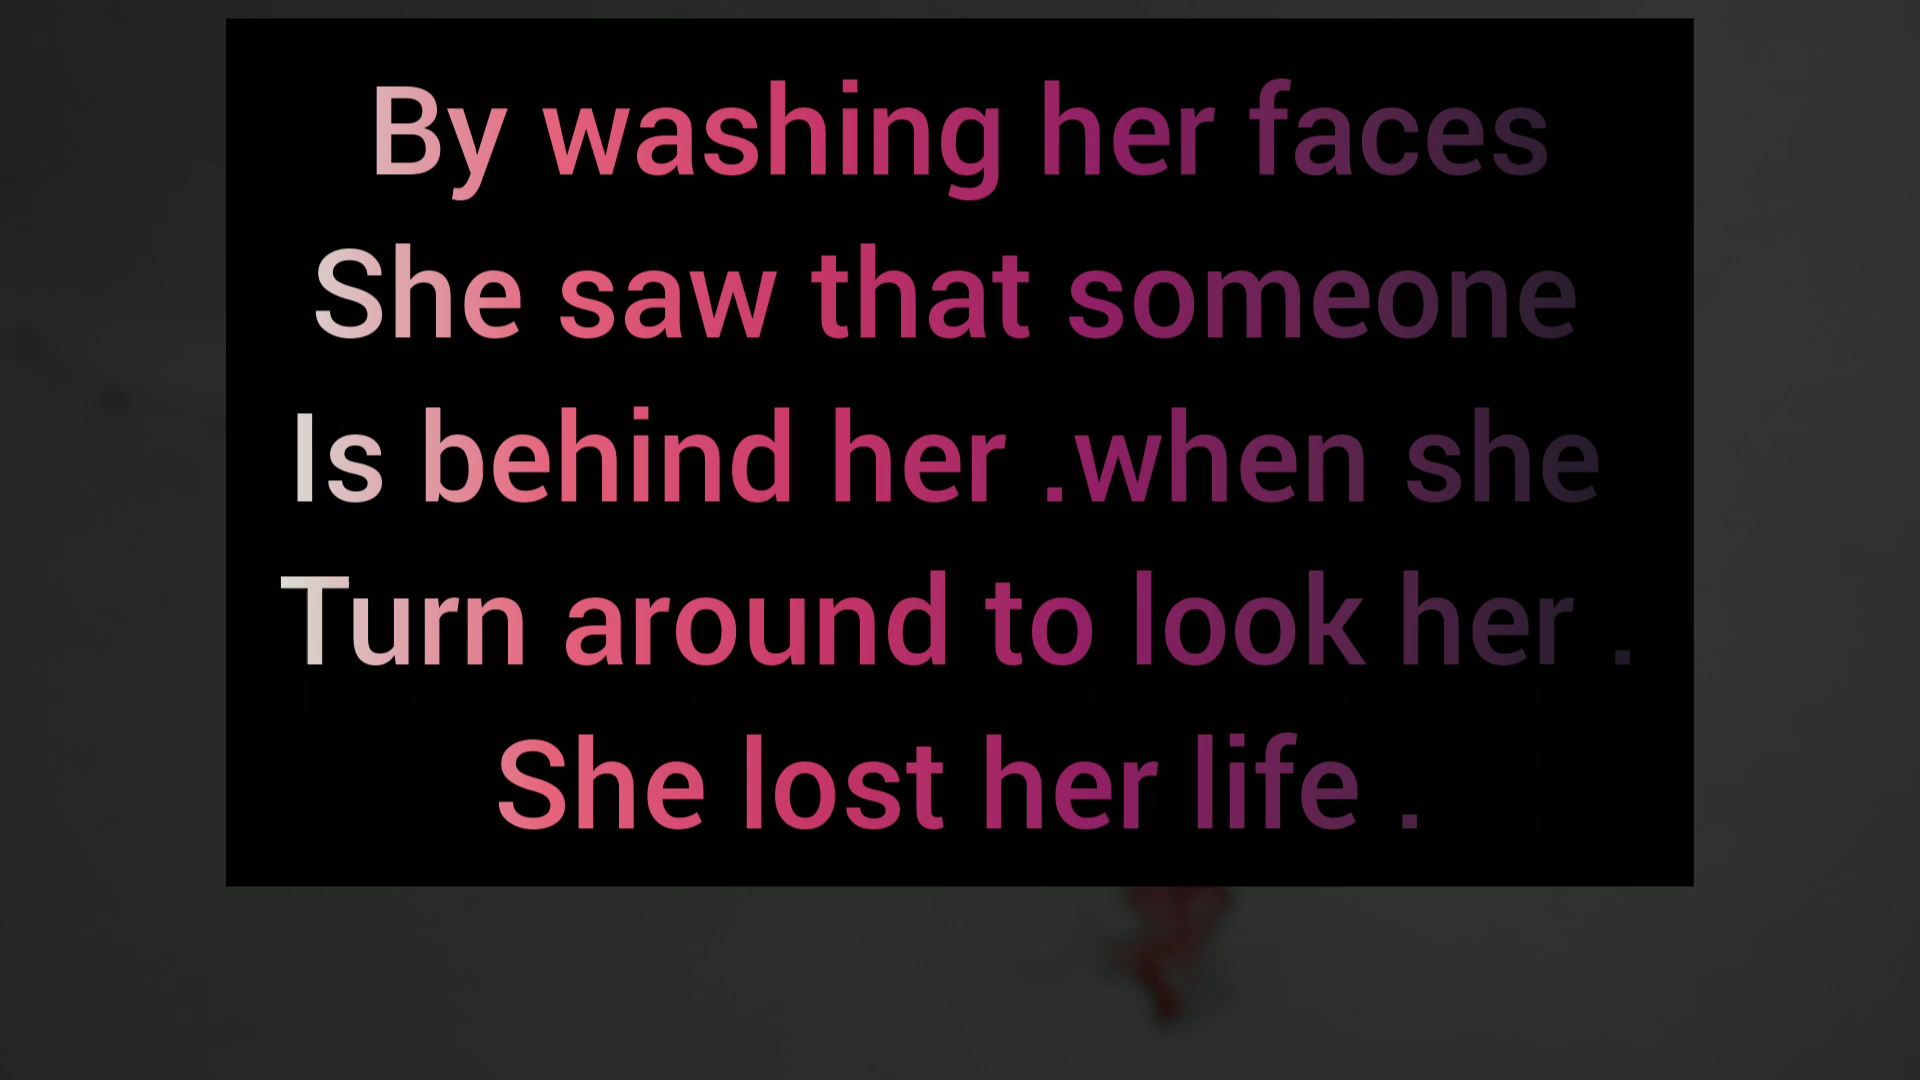 By washing her faces
She saw that someone
Is behind her .when she
Turn around to look her .
She lost her life .